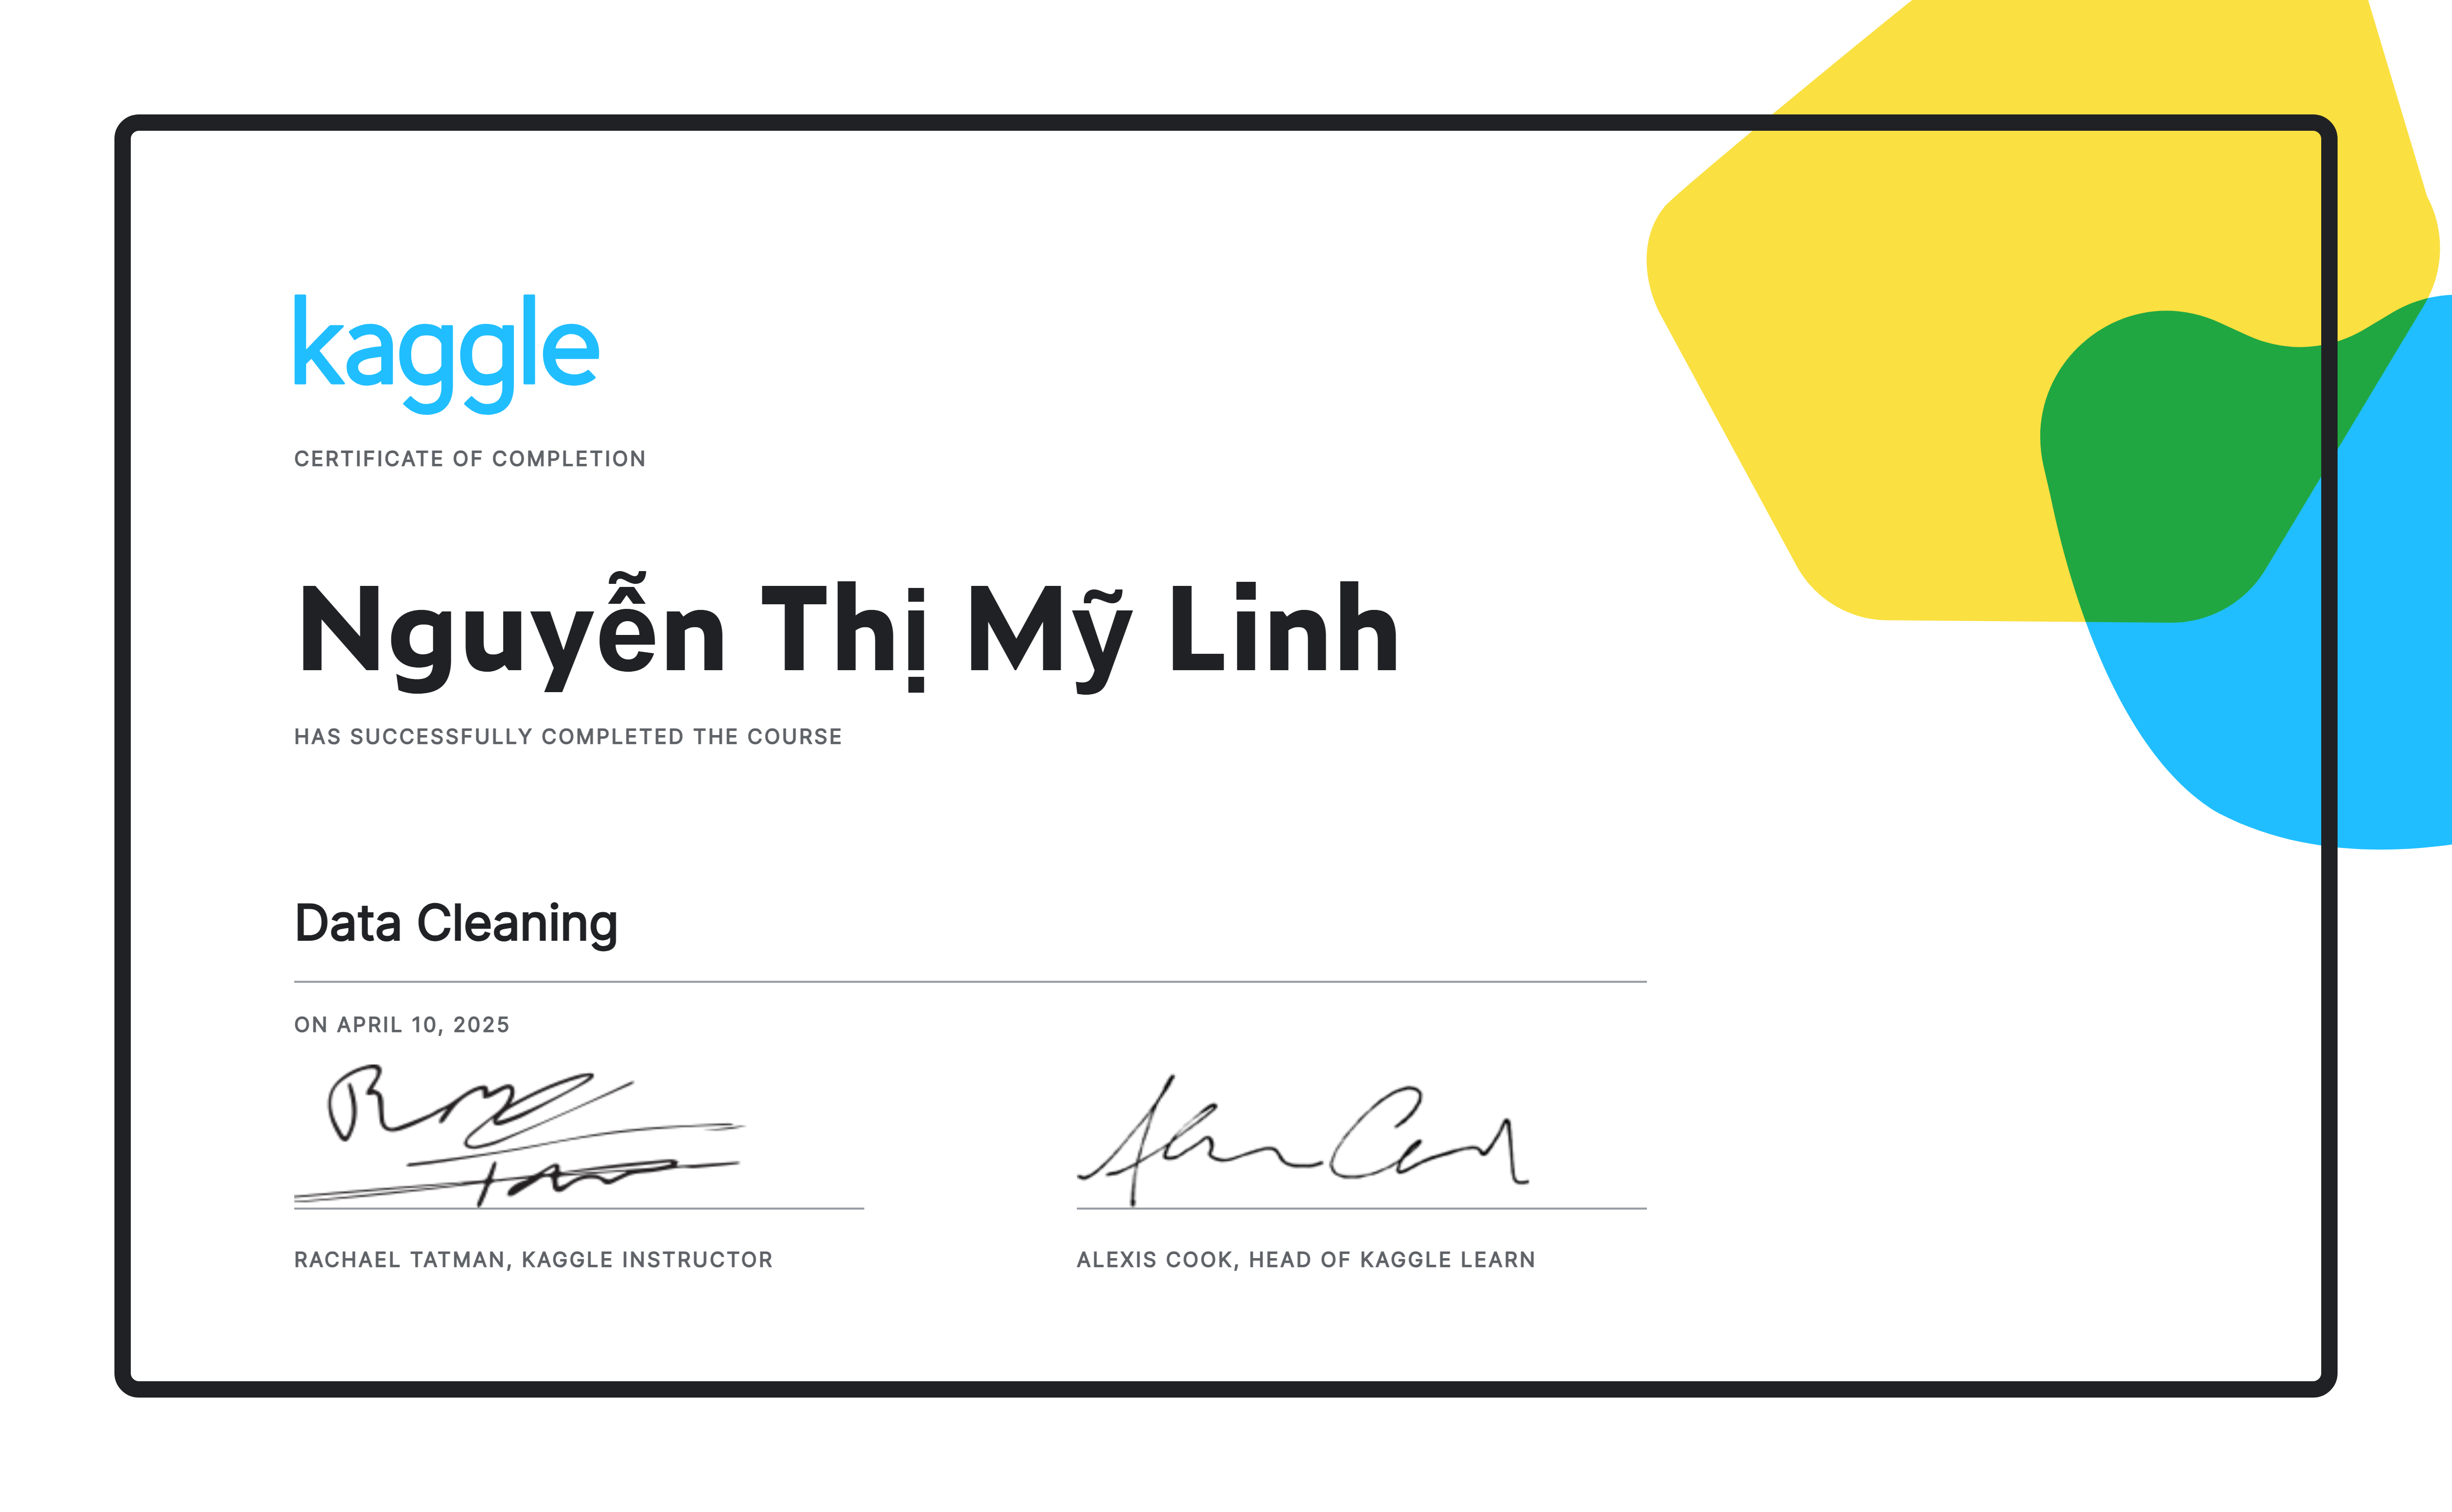 kaggle
CERTIFICATE OF COMPLETION
Nguyễn Thị Mỹ Linh
HAS SUCCESSFULLY COMPLETED THE COURSE
Data Cleaning
ON APRIL 10, 2025
RACHAEL TATMAN, KAGGLE INSTRUCTOR
ALEXIS COOK, HEAD OF KAGGLE LEARN